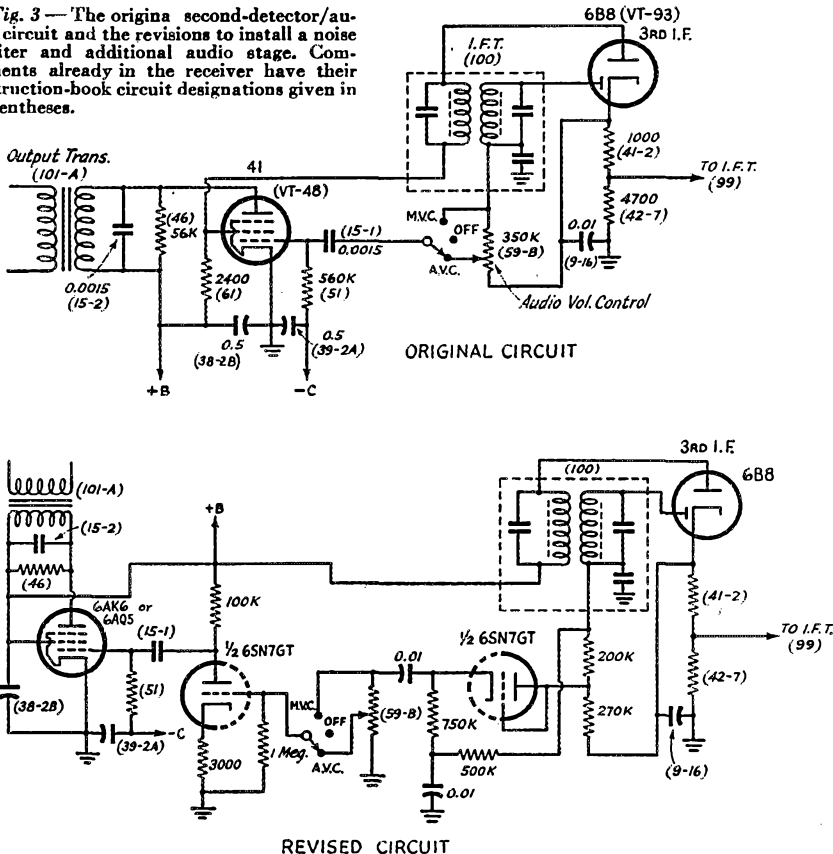 Fig. 3 — The origina second-detector/au-
circuit and the revisions to install a noise
iter and additional audio stage. Com-
ents already in the receiver have their
truction-book circuit designations given in
entheses.
6B8 (VT-93)
3RD I.F.
I.F.T.
(100)
1000
(41-2)
TO I.F.T.
(99)
4700
(42-7)
0.01
(9-16)
Output Trans.
(101-A)
41
(VT-48)
(46)
56K
0.0015
(15-2)
2400
(61)
(15-1)
0.0015
560K
(51)
M.V.C.
OFF
A.V.C.
350K
(59-B)
Audio Vol. Control
0.5
(38-2B)
0.5
(39-2A)
+B
-C
ORIGINAL CIRCUIT
3RD I.F.
6B8
(100)
(101-A)
(15-2)
(46)
+B
100K
6AK6 or
6AQ5
(15-1)
½ 6SN7GT
(51)
(38-2B)
(39-2A)
-C
3000
1 Meg.
M.V.C.
OFF
A.V.C.
(59-B)
0.01
½ 6SN7GT
750K
500K
0.01
200K
270K
(41-2)
TO I.F.T.
(99)
(42-7)
(9-16)
REVISED CIRCUIT